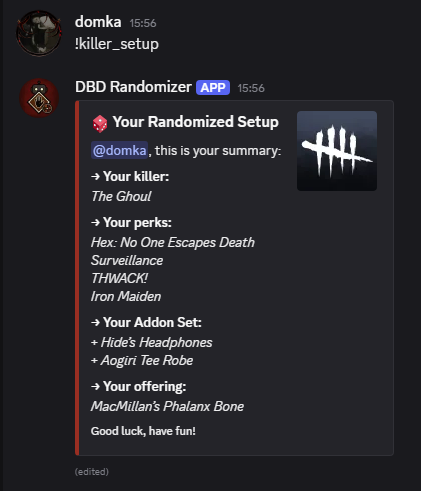 domka 15:56
!killer_setup
DBD Randomizer APP 15:56
Your Randomized Setup
@domka, this is your summary:
→ Your killer:
The Ghoul
→ Your perks:
Hex: No One Escapes Death
Surveillance
THWACK!
Iron Maiden
→ Your Addon Set:
+ Hide's Headphones
+ Aogiri Tee Robe
→ Your offering:
MacMillan's Phalanx Bone
Good luck, have fun!
(edited)